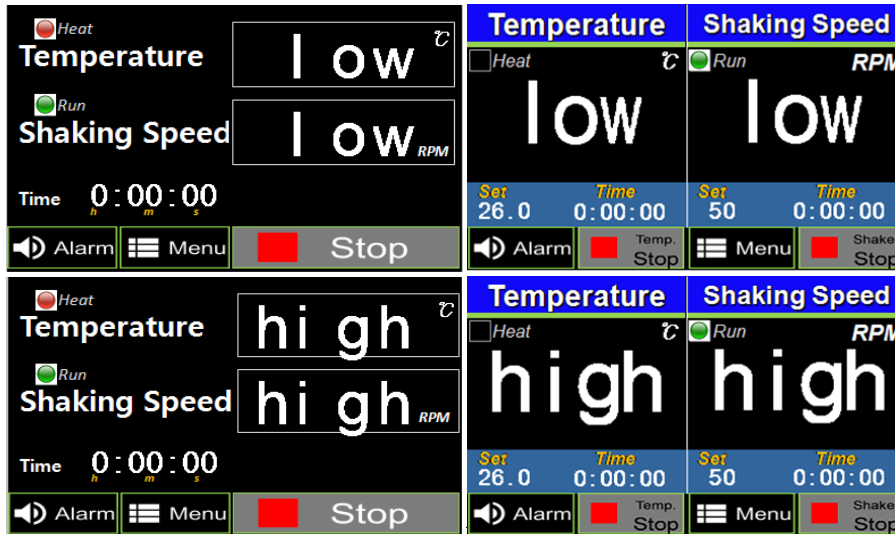 Heat
Temperature low ℃
Run
Shaking Speed low RPM
Time 0:00:00
h m s
Alarm Menu Stop
Temperature Shaking Speed
Heat ℃ Run RPM
low low
Set Time Set Time
26.0 0:00:00 50 0:00:00
Alarm Temp. Stop Menu Shake Stop
Heat
Temperature high ℃
Run
Shaking Speed high RPM
Time 0:00:00
h m s
Alarm Menu Stop
Temperature Shaking Speed
Heat ℃ Run RPM
high high
Set Time Set Time
26.0 0:00:00 50 0:00:00
Alarm Temp. Stop Menu Shake Stop